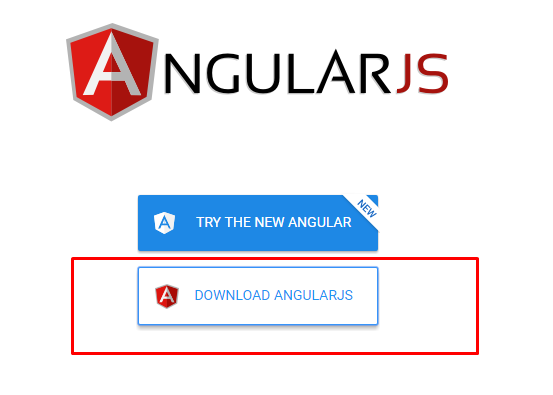 ANGULARJS
NEW
TRY THE NEW ANGULAR
DOWNLOAD ANGULARJS